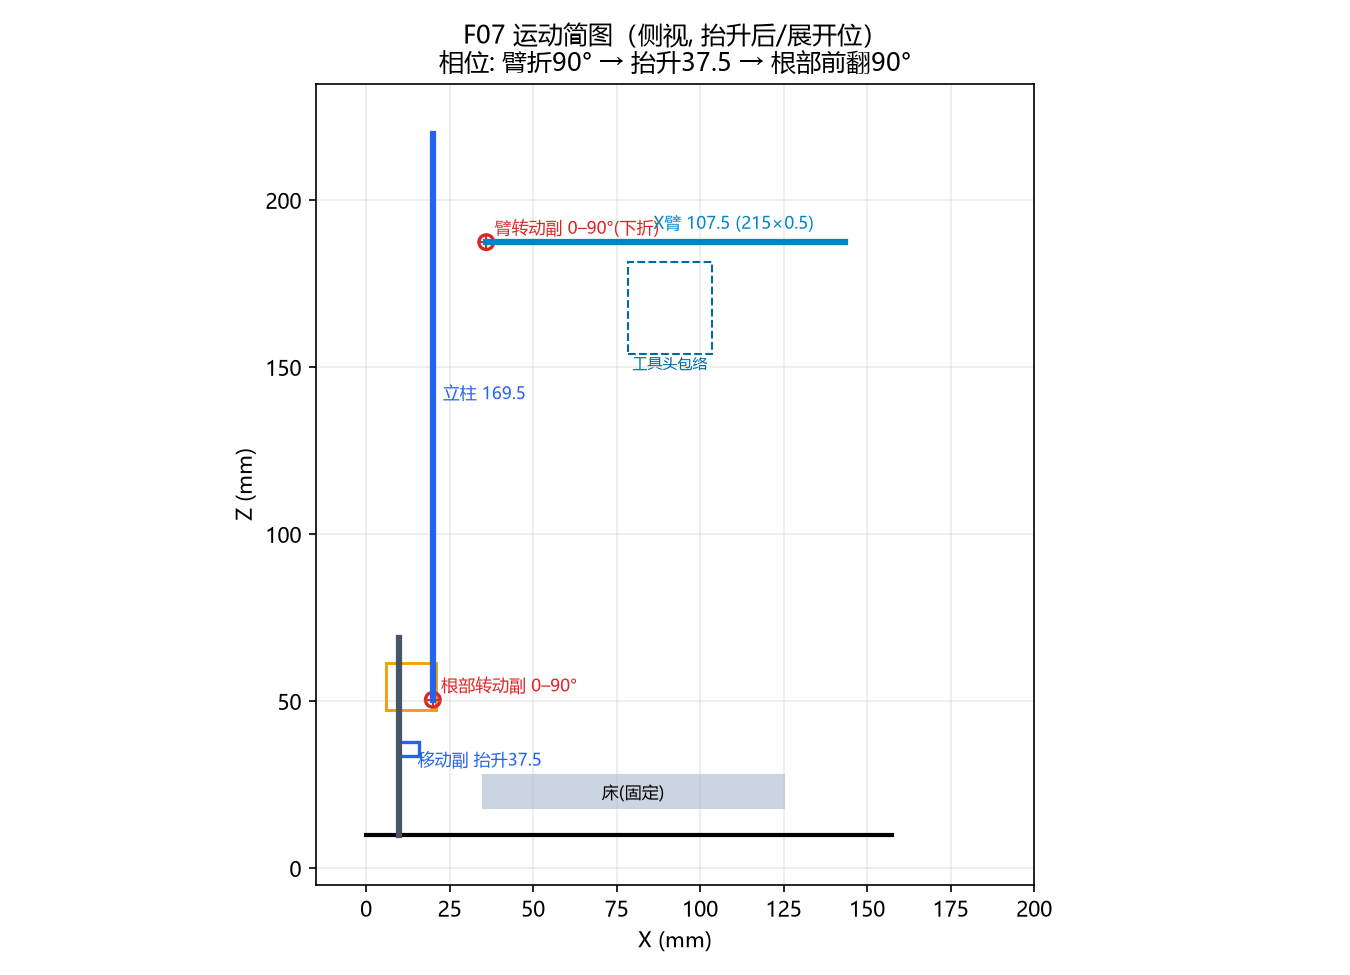 F07 运动简图（侧视, 抬升后/展开位）
相位: 臂折90° → 抬升37.5 → 根部前翻90°
200
臂转动副 0–90°(下折)
X臂 107.5 (215×0.5)
150
工具头包络
立柱 169.5
Z (mm)
100
根部转动副 0–90°
50
移动副 抬升37.5
床(固定)
0
0 25 50 75 100 125 150 175 200
X (mm)